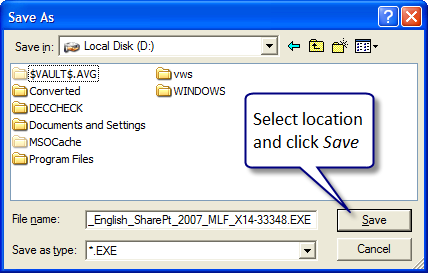 Save As
Save in: Local Disk (D:)
$VAULT$.AVG
Converted
DECCHECK
Documents and Settings
MSOCache
Program Files
vws
WINDOWS
Select location
and click Save
File name: _English_SharePt_2007_MLF_X14-33348.EXE
Save
Save as type: *.EXE
Cancel